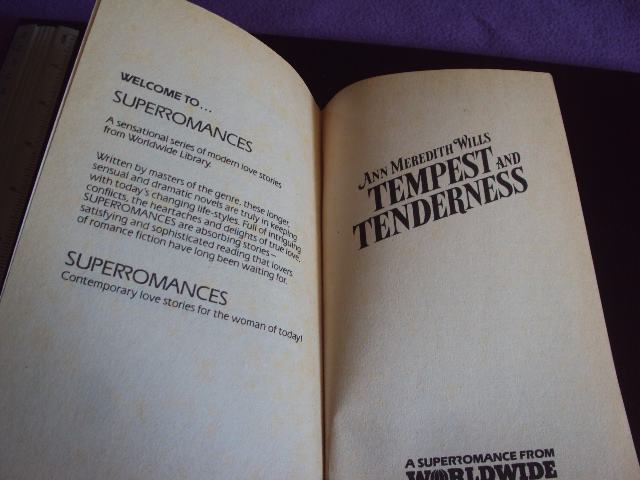 WELCOME TO...
SUPERROMANCES
A sensational series of modern love stories
from Worldwide Library.
Written by masters of the genre, these longer,
sensual and dramatic novels are truly in keeping
with today's changing life-styles. Full of intriguing
conflicts, the heartaches and delights of true love,
SUPERROMANCES are absorbing stories—
satisfying and sophisticated reading that lovers
of romance fiction have long been waiting for.
SUPERROMANCES
Contemporary love stories for the woman of today!
ANN MEREDITH WILLS
TEMPEST AND
TENDERNESS
A SUPERROMANCE FROM
WORLDWIDE